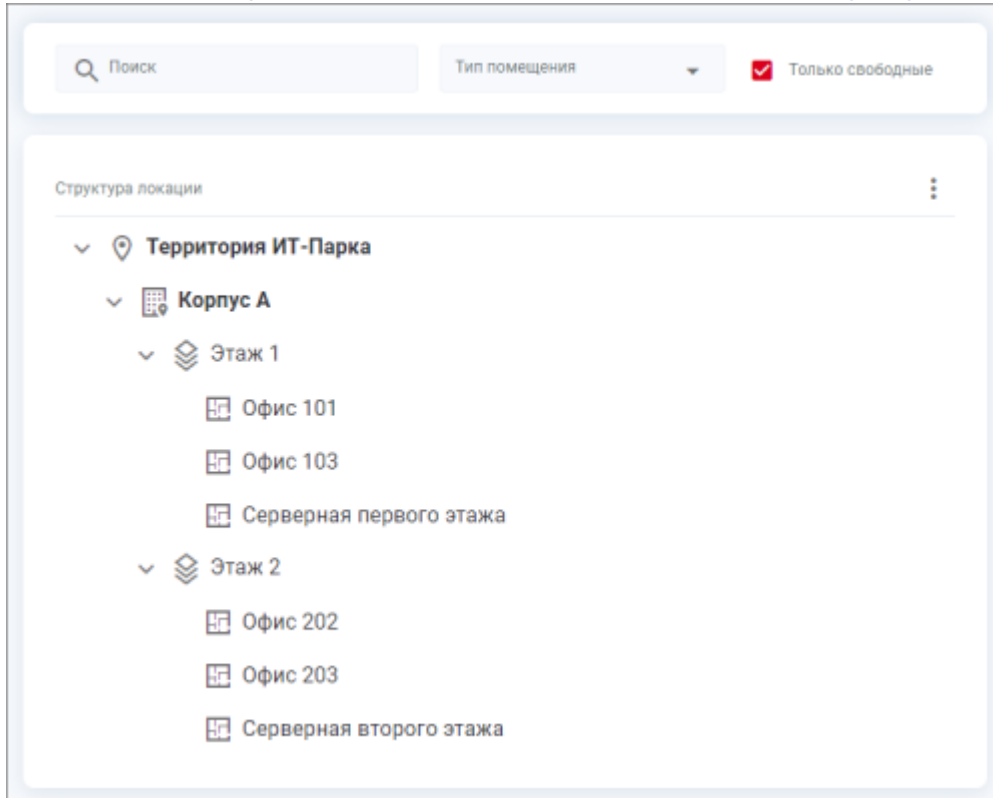 Поиск
Тип помещения
Только свободные
Структура локации
Территория ИТ-Парка
Корпус А
Этаж 1
Офис 101
Офис 103
Серверная первого этажа
Этаж 2
Офис 202
Офис 203
Серверная второго этажа